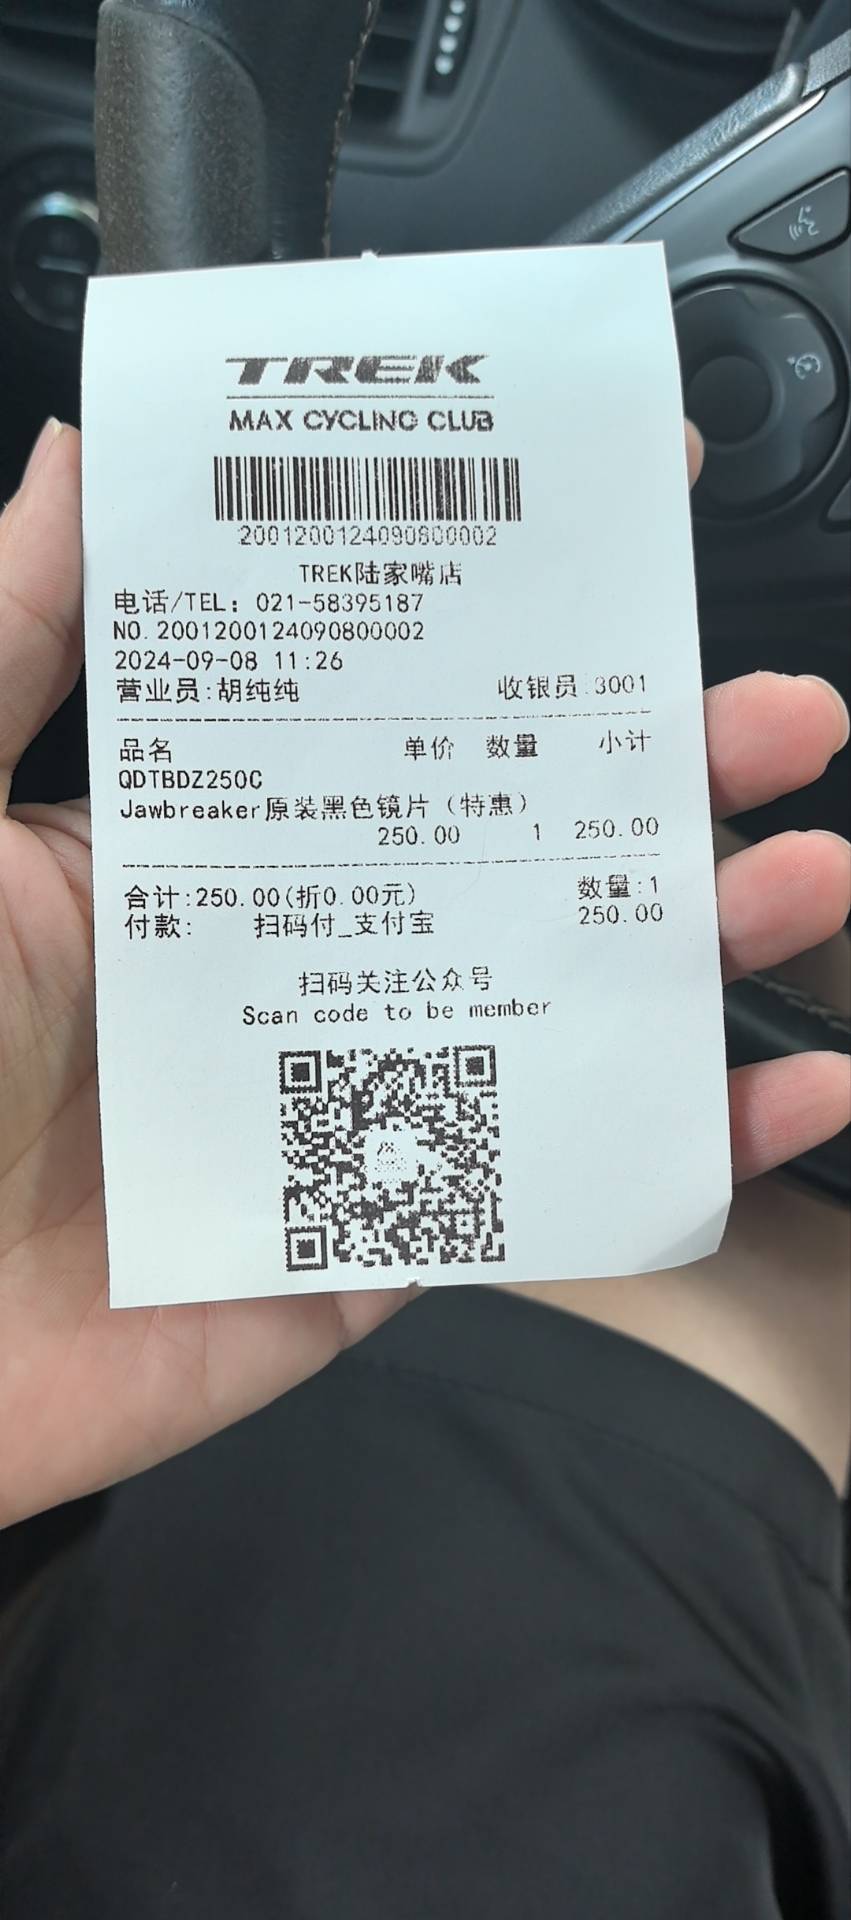 TREK
MAX CYCLING CLUB
2001200124090800002
TREK陆家嘴店
电话/TEL: 021-58395187
NO.2001200124090800002
2024-09-08 11:26
营业员:胡纯纯 收银员:3001
品名 单价 数量 小计
QDTBDZ250C
Jawbreaker原装黑色镜片（特惠）
250.00 1 250.00
合计:250.00(折0.00元) 数量:1
付款: 扫码付_支付宝 250.00
扫码关注公众号
Scan code to be member